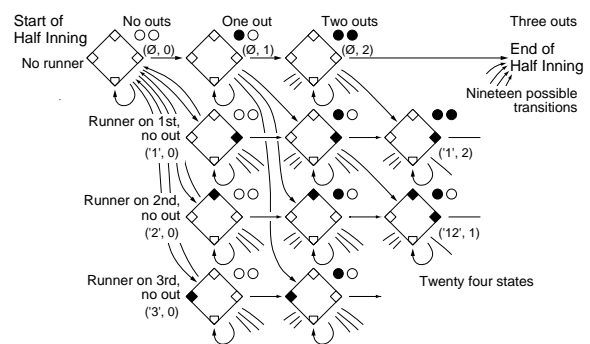 Start of
Half Inning
No runner
No outs
(Ø, 0)
One out
(Ø, 1)
Two outs
(Ø, 2)
Three outs
End of
Half Inning
Nineteen possible
transitions
Runner on 1st,
no out
('1', 0)
('1', 2)
Runner on 2nd,
no out
('2', 0)
('12', 1)
Runner on 3rd,
no out
('3', 0)
Twenty four states